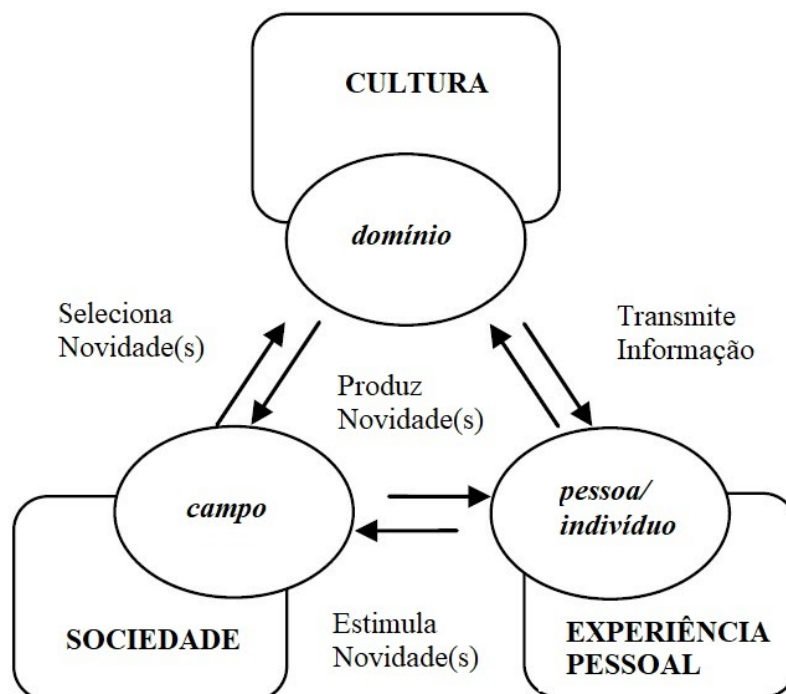 CULTURA
domínio
Seleciona
Novidade(s)
Transmite
Informação
Produz
Novidade(s)
campo
pessoa/
indivíduo
SOCIEDADE
Estimula
Novidade(s)
EXPERIÊNCIA
PESSOAL